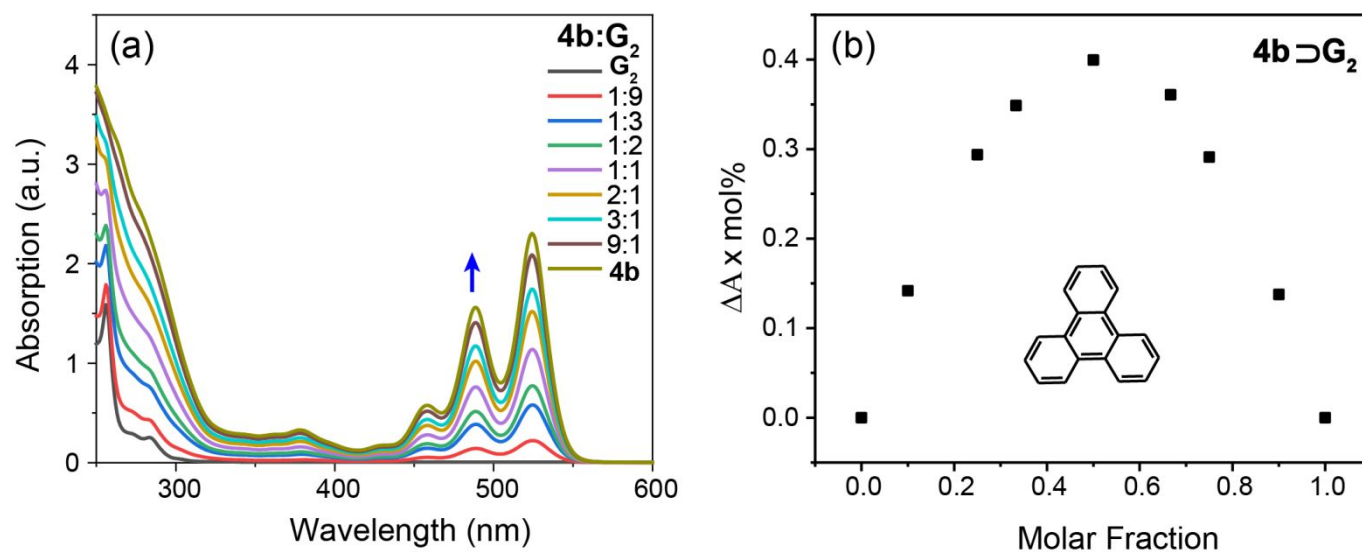 (a)
4b:G₂
G₂
1:9
1:3
1:2
1:1
2:1
3:1
9:1
4b
4
3
2
1
0
300
400
500
600
Absorption (a.u.)
Wavelength (nm)
(b)
4b⊃G₂
0.4
0.3
0.2
0.1
0.0
0.0
0.2
0.4
0.6
0.8
1.0
ΔA x mol%
Molar Fraction